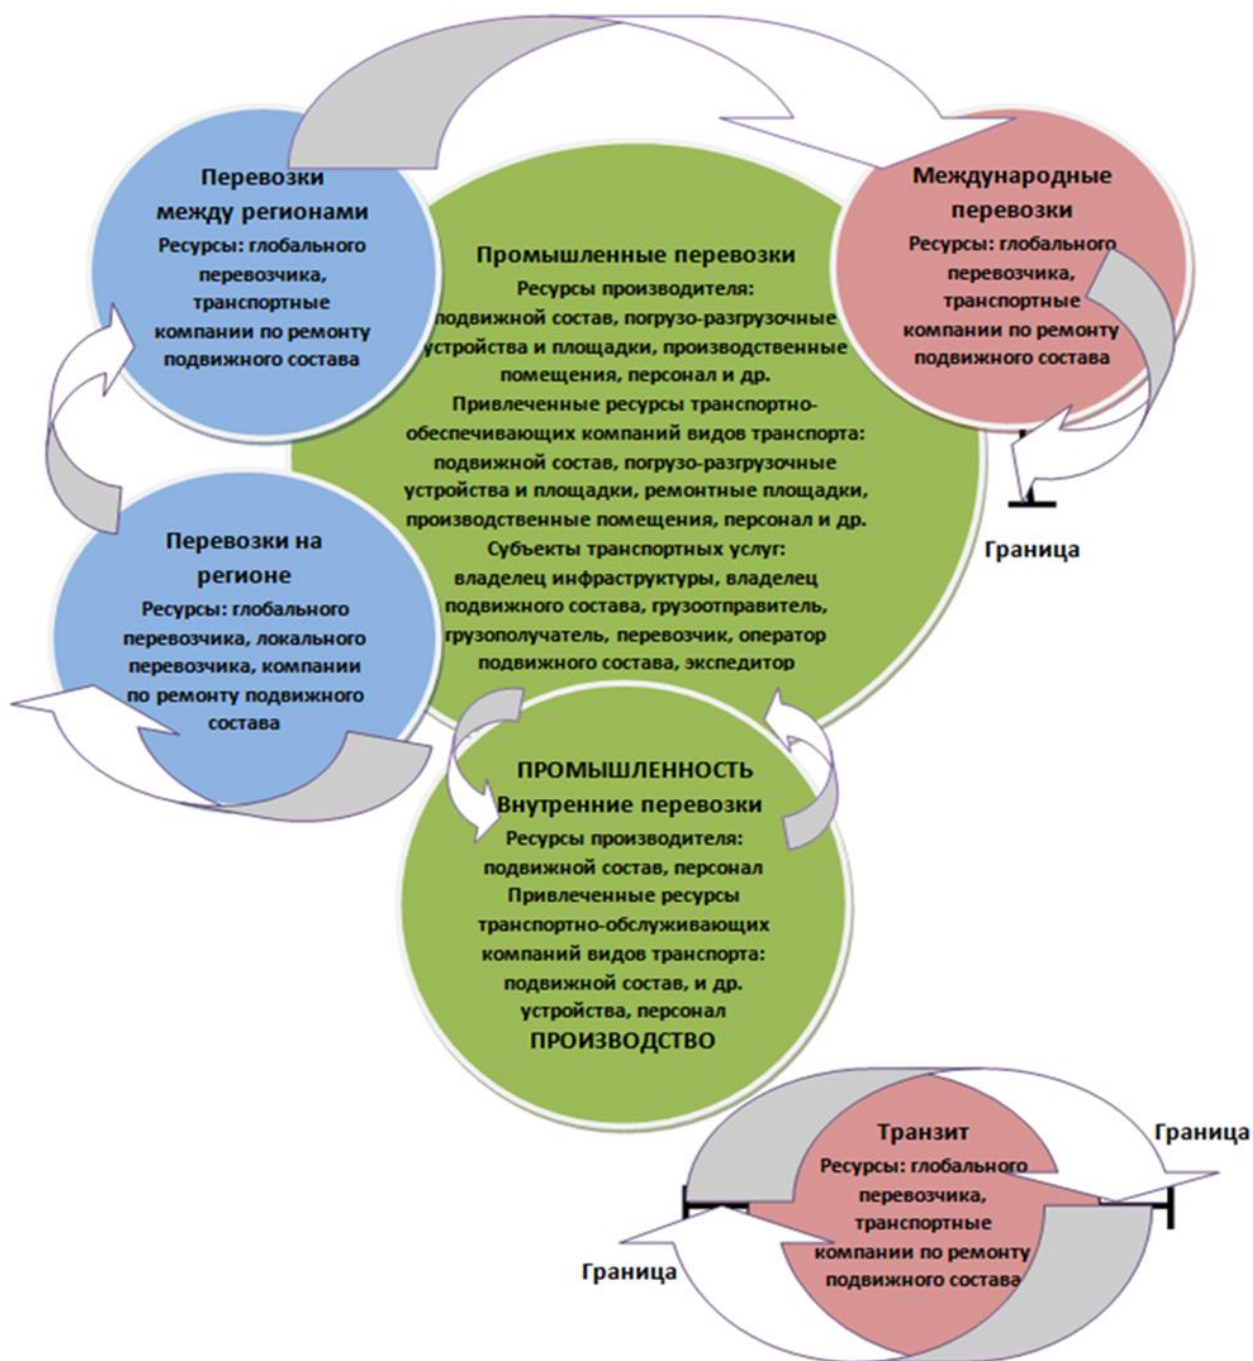 Перевозки
между регионами
Ресурсы: глобального
перевозчика,
транспортные
компании по ремонту
подвижного состава
Международные
перевозки
Ресурсы: глобального
перевозчика,
транспортные
компании по ремонту
подвижного состава
Промышленные перевозки
Ресурсы производителя:
подвижной состав, погрузо-разгрузочные
устройства и площадки, производственные
помещения, персонал и др.
Привлеченные ресурсы транспортно-
обеспечивающих компаний видов транспорта:
подвижной состав, погрузо-разгрузочные
устройства и площадки, ремонтные площадки,
производственные помещения, персонал и др.
Субъекты транспортных услуг:
владелец инфраструктуры, владелец
подвижного состава, грузоотправитель,
грузополучатель, перевозчик, оператор
подвижного состава, экспедитор
Граница
Перевозки на
регионе
Ресурсы: глобального
перевозчика, локального
перевозчика, компании
по ремонту подвижного
состава
ПРОМЫШЛЕННОСТЬ
Внутренние перевозки
Ресурсы производителя:
подвижной состав, персонал
Привлеченные ресурсы
транспортно-обслуживающих
компаний видов транспорта:
подвижной состав, и др.
устройства, персонал
ПРОИЗВОДСТВО
Транзит
Ресурсы: глобального
перевозчика,
транспортные
компании по ремонту
подвижного состава
Граница
Граница